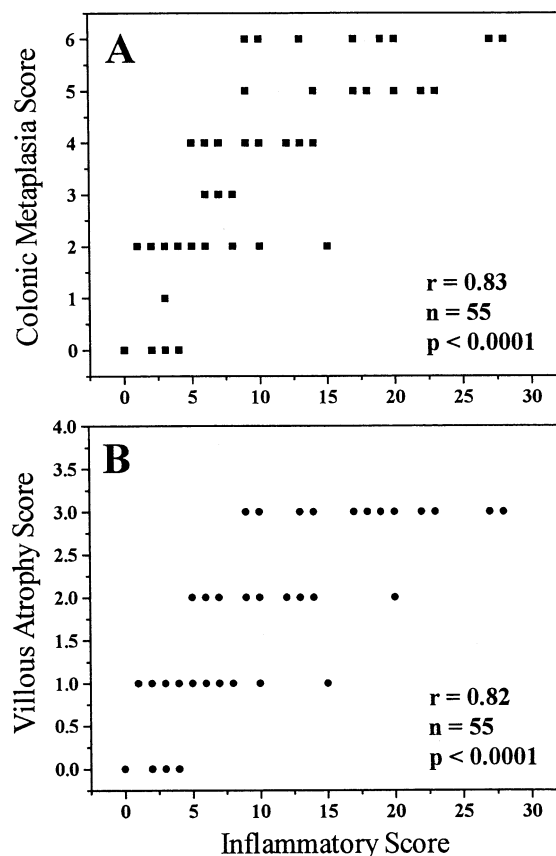 A
Colonic Metaplasia Score
6
5
4
3
2
1
0
r = 0.83
n = 55
p < 0.0001
0 5 10 15 20 25 30
B
Villous Atrophy Score
4.0
3.5
3.0
2.5
2.0
1.5
1.0
0.5
0.0
r = 0.82
n = 55
p < 0.0001
0 5 10 15 20 25 30
Inflammatory Score